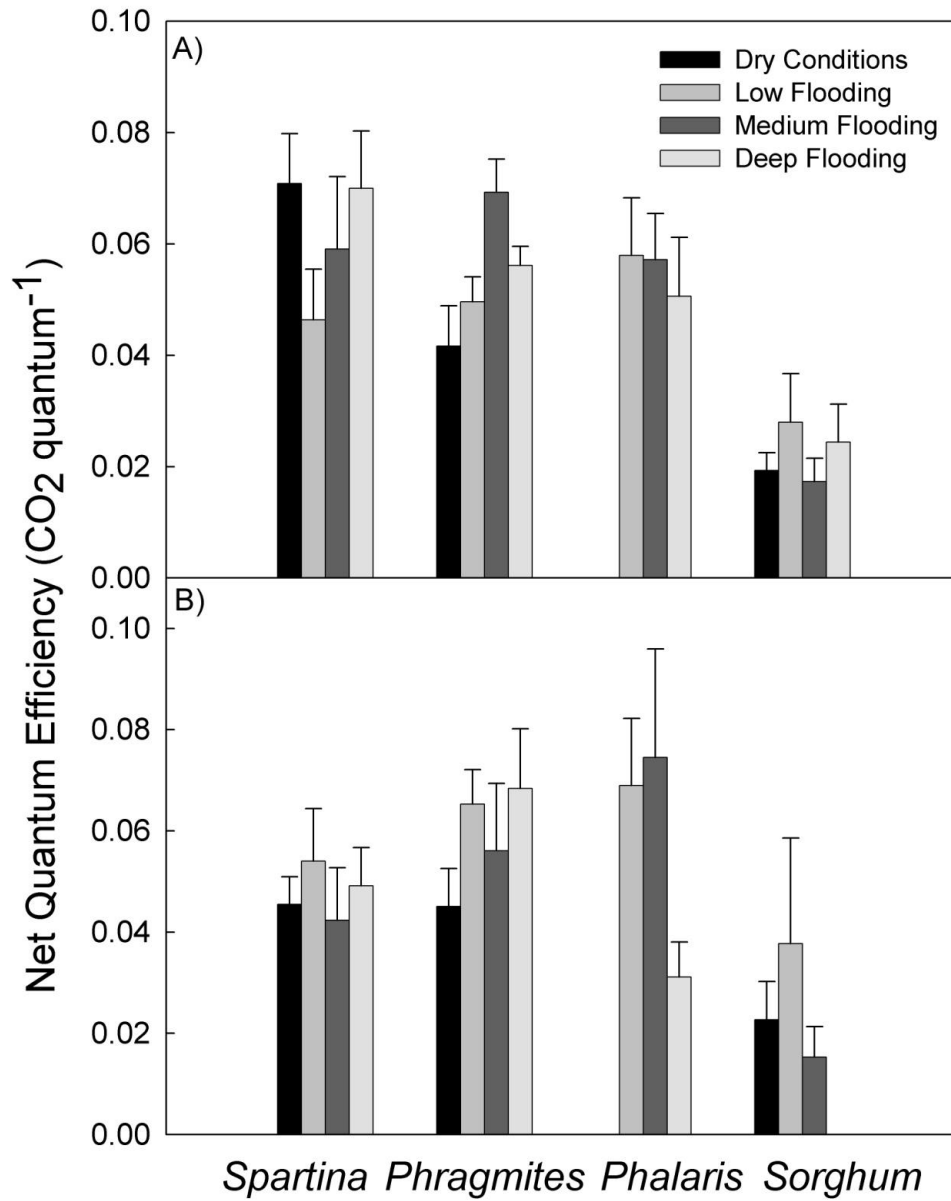 Net Quantum Efficiency (CO2 quantum-1)
A)
Dry Conditions
Low Flooding
Medium Flooding
Deep Flooding
0.10
0.08
0.06
0.04
0.02
0.00
B)
0.10
0.08
0.06
0.04
0.02
0.00
Spartina Phragmites Phalaris Sorghum